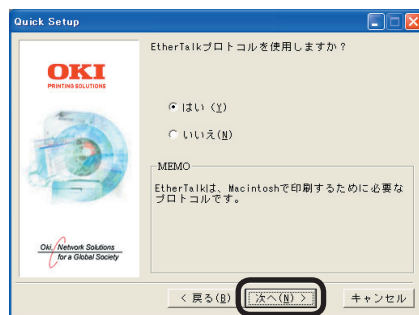 Quick Setup
EtherTalkプロトコルを使用しますか？
OKI
PRINTING SOLUTIONS
はい (Y)
いいえ(N)
MEMO
EtherTalkは、Macintoshで印刷するために必要な
プロトコルです。
Oki, Network Solutions
for a Global Society
< 戻る(B)
次へ(N) >
キャンセル